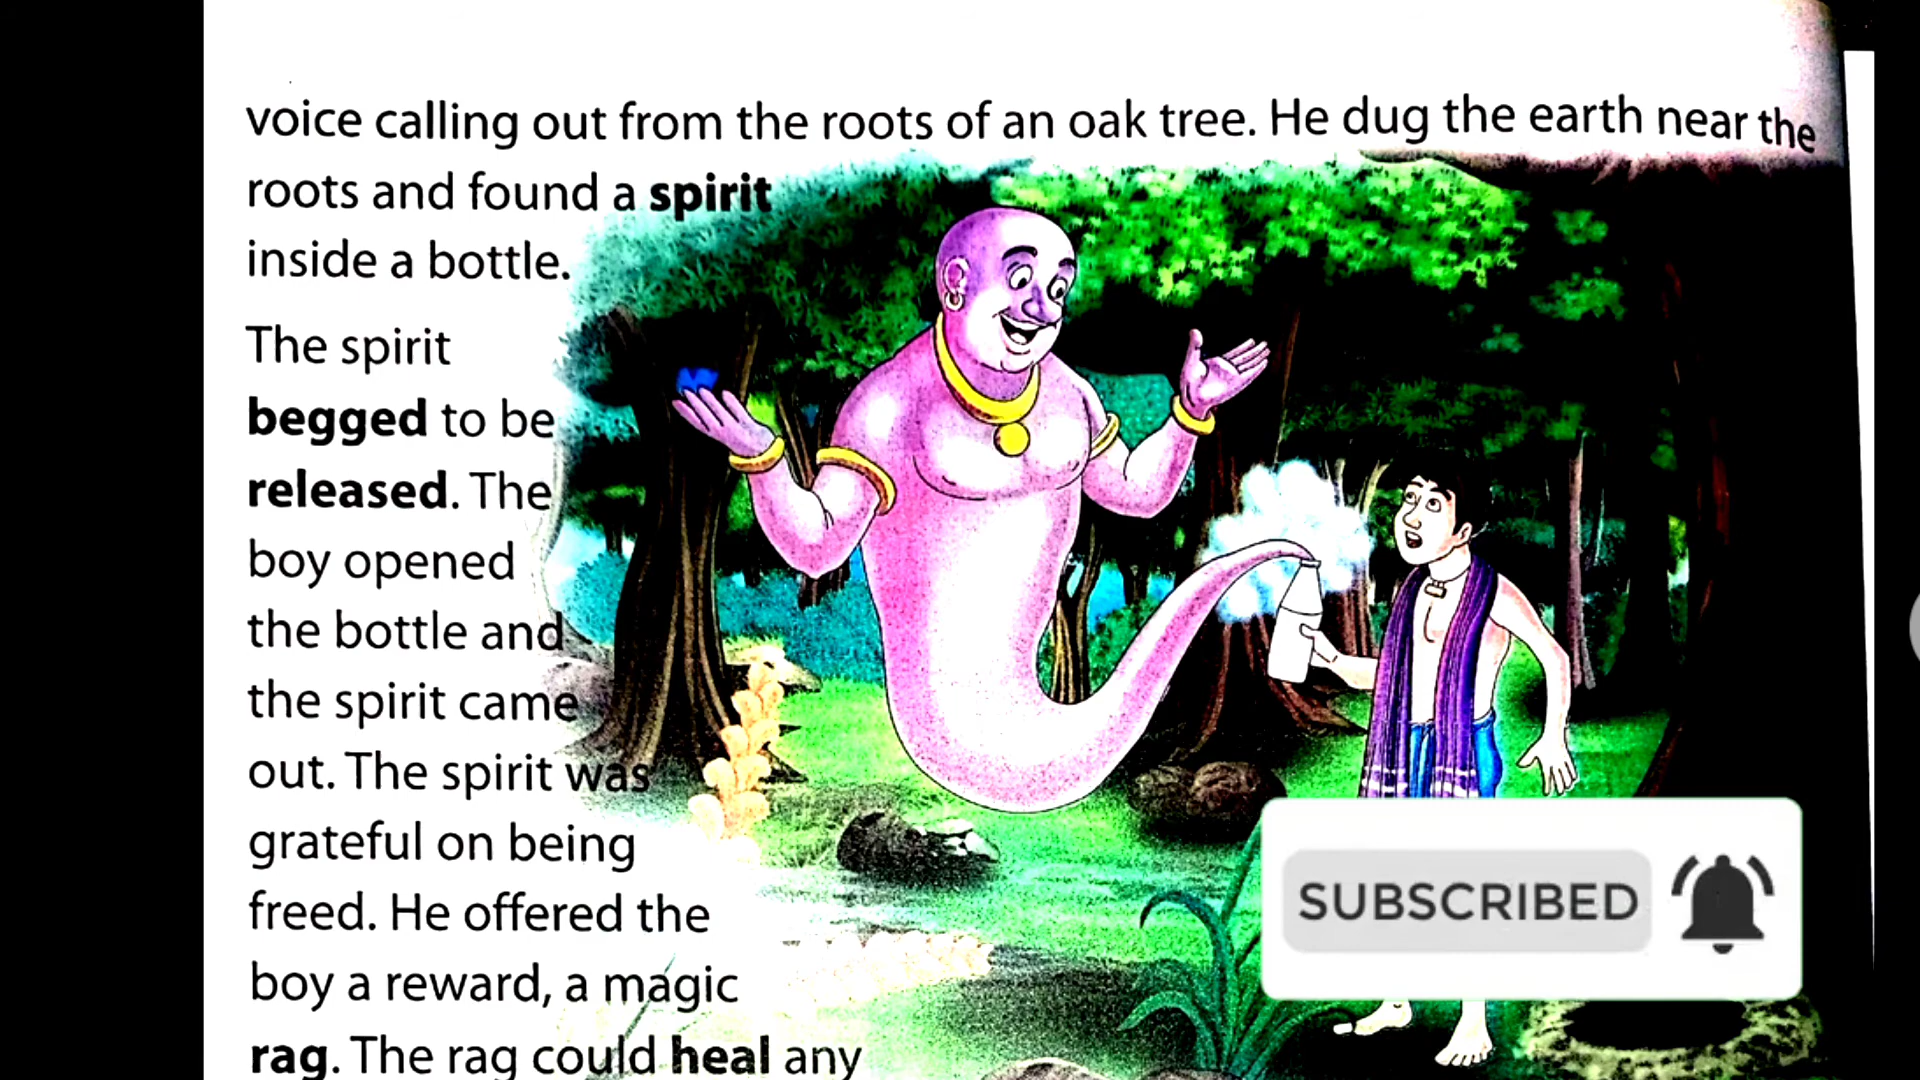 voice calling out from the roots of an oak tree. He dug the earth near the
roots and found a spirit
inside a bottle.
The spirit
begged to be
released. The
boy opened
the bottle and
the spirit came
out. The spirit was
grateful on being
freed. He offered the
boy a reward, a magic
rag. The rag could heal any
SUBSCRIBED